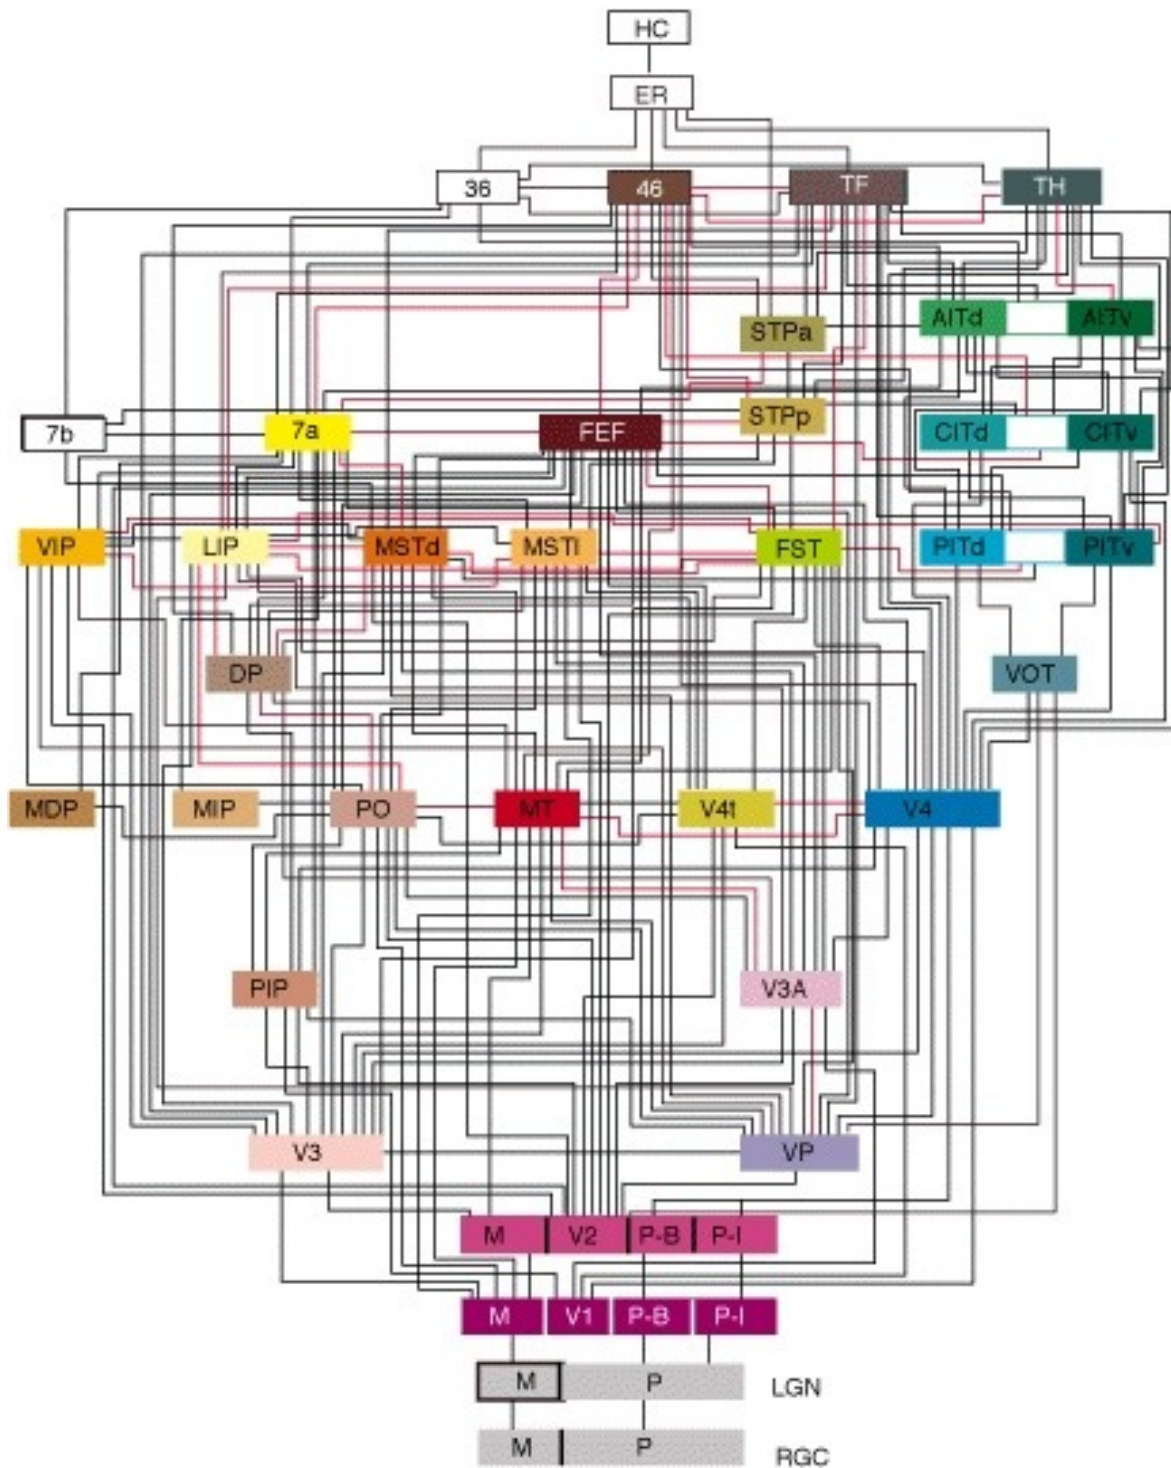 HC
ER
36 46 TF TH
STPa AITd AITv
7b 7a FEF STPp CITd CITv
VIP LIP MSTd MSTl FST PITd PITv
DP VOT
MDP MIP PO MT V4t V4
PIP V3A
V3 VP
M V2 P-B P-I
M V1 P-B P-I
M P LGN
M P RGC